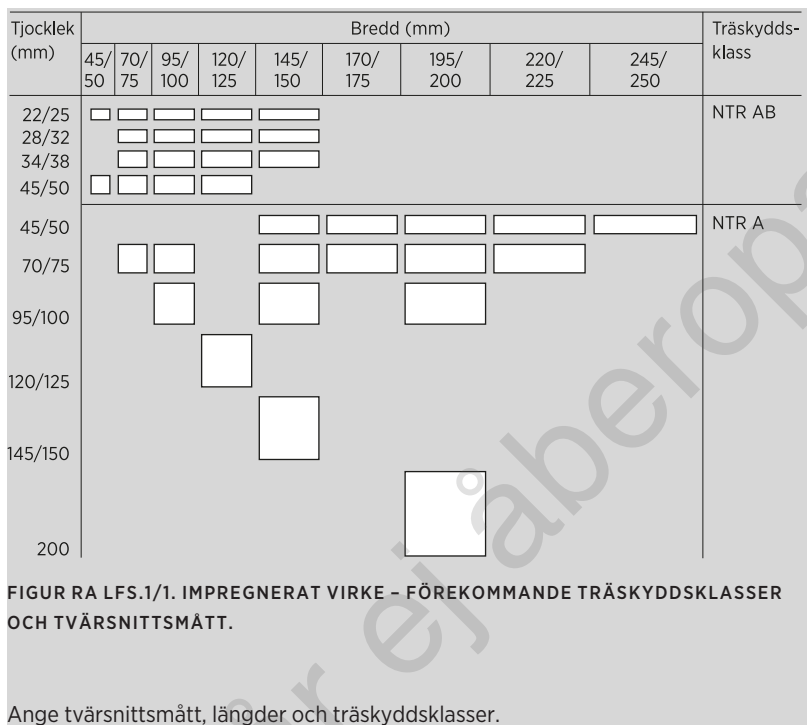 Tjocklek (mm)
Bredd (mm)
Träskydds-
klass
45/
50
70/
75
95/
100
120/
125
145/
150
170/
175
195/
200
220/
225
245/
250
22/25
NTR AB
28/32
34/38
45/50
45/50
NTR A
70/75
95/100
120/125
145/150
200
FIGUR RA LFS.1/1. IMPREGNERAT VIRKE – FÖREKOMMANDE TRÄSKYDDSKLASSER
OCH TVÄRSNITTSMÅTT.
Ange tvärsnittsmått, längder och träskyddsklasser.
år ej åberopa